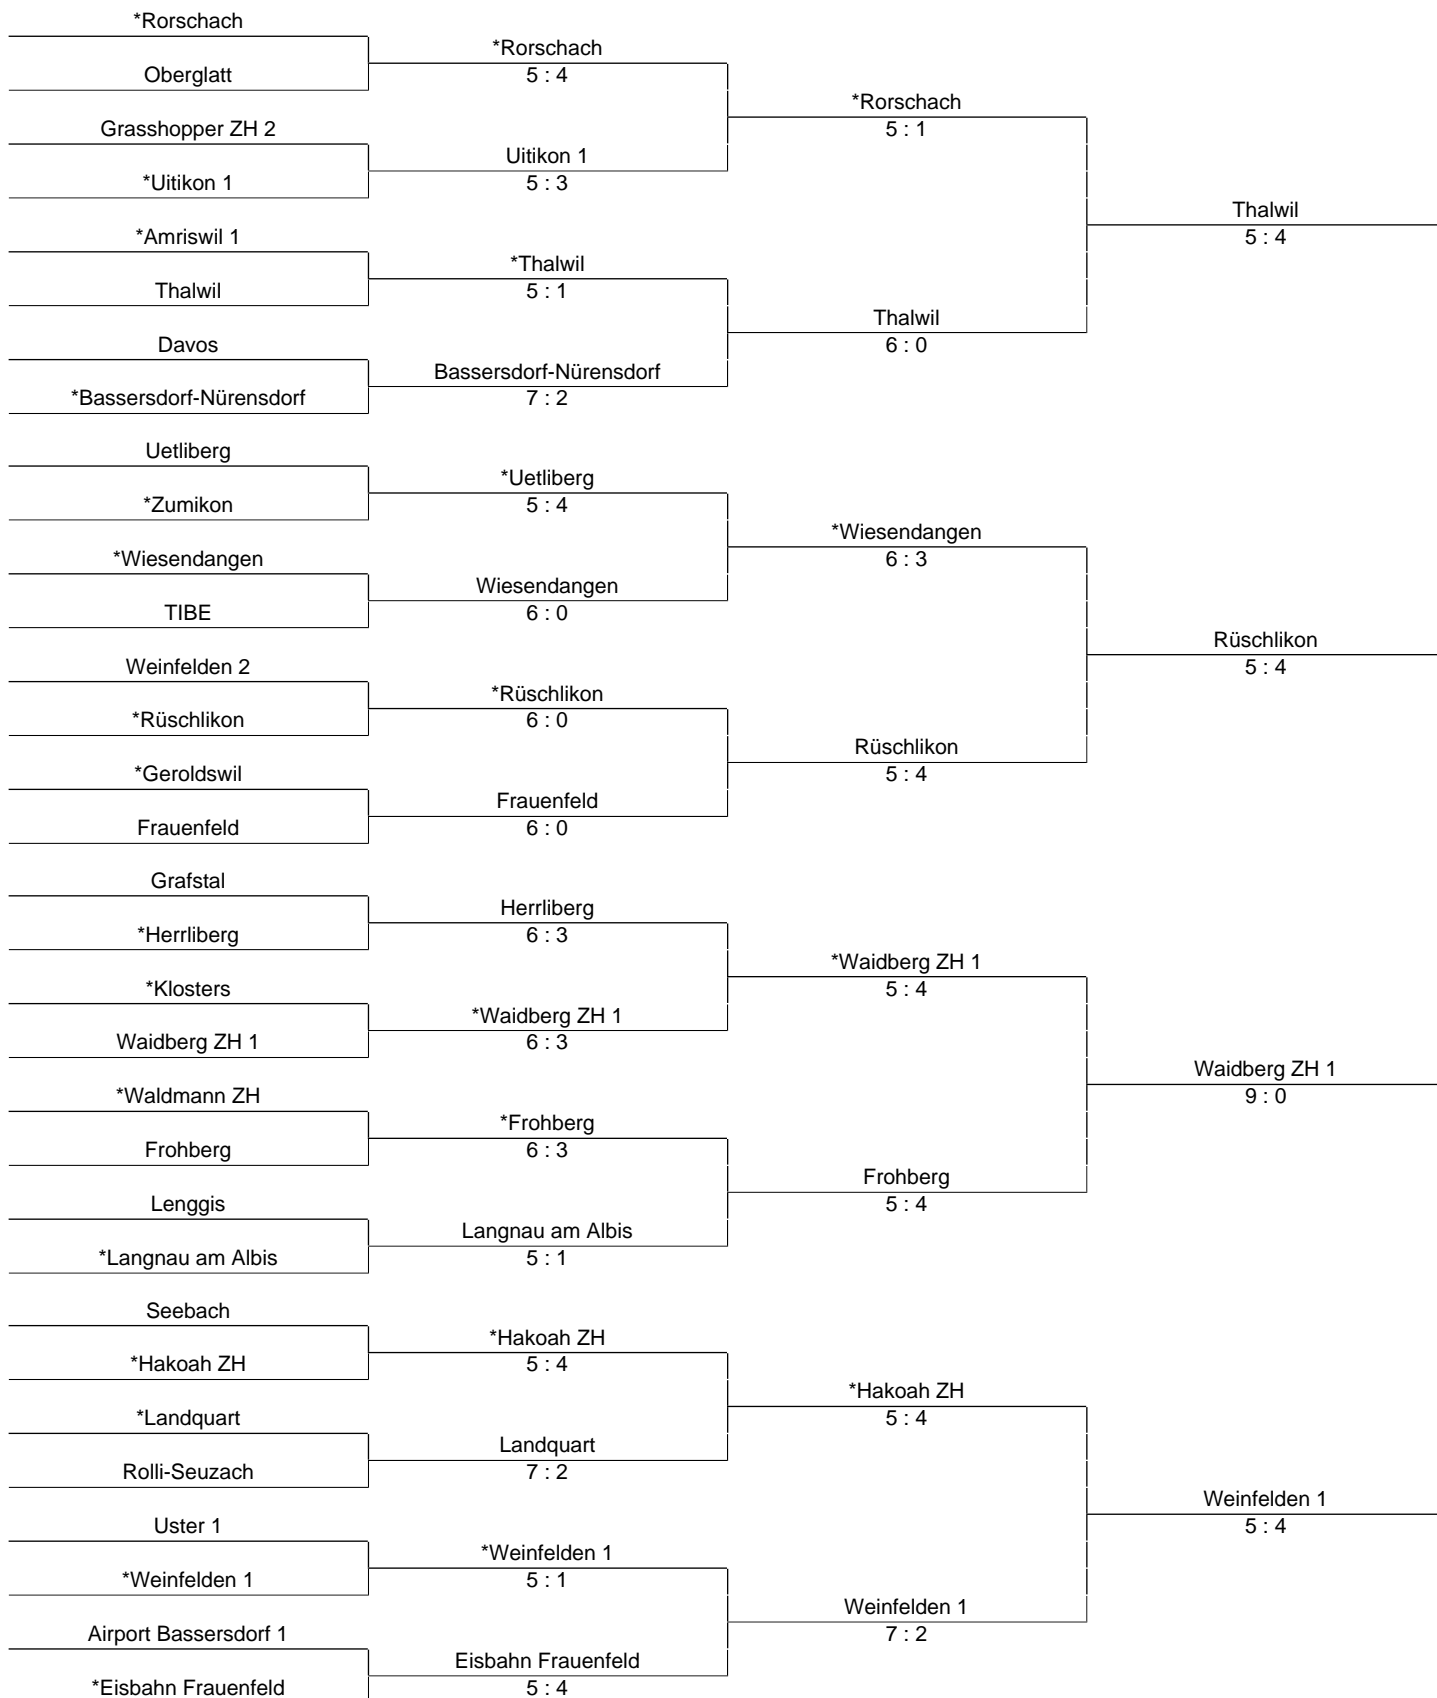 *Rorschach
*Rorschach
Oberglatt
5 : 4
*Rorschach
Grasshopper ZH 2
5 : 1
Uitikon 1
*Uitikon 1
5 : 3
Thalwil
*Amriswil 1
5 : 4
*Thalwil
Thalwil
5 : 1
Thalwil
Davos
6 : 0
Bassersdorf-Nürensdorf
*Bassersdorf-Nürensdorf
7 : 2
Uetliberg
*Uetliberg
*Zumikon
5 : 4
*Wiesendangen
*Wiesendangen
6 : 3
Wiesendangen
TIBE
6 : 0
Rüschlikon
Weinfelden 2
5 : 4
*Rüschlikon
*Rüschlikon
6 : 0
Rüschlikon
*Geroldswil
5 : 4
Frauenfeld
Frauenfeld
6 : 0
Grafstal
Herrliberg
*Herrliberg
6 : 3
*Waidberg ZH 1
*Klosters
5 : 4
*Waidberg ZH 1
Waidberg ZH 1
6 : 3
Waidberg ZH 1
*Waldmann ZH
9 : 0
*Frohberg
Frohberg
6 : 3
Frohberg
Lenggis
5 : 4
Langnau am Albis
*Langnau am Albis
5 : 1
Seebach
*Hakoah ZH
*Hakoah ZH
5 : 4
*Hakoah ZH
*Landquart
5 : 4
Landquart
Rolli-Seuzach
7 : 2
Weinfelden 1
Uster 1
5 : 4
*Weinfelden 1
*Weinfelden 1
5 : 1
Weinfelden 1
Airport Bassersdorf 1
7 : 2
Eisbahn Frauenfeld
*Eisbahn Frauenfeld
5 : 4